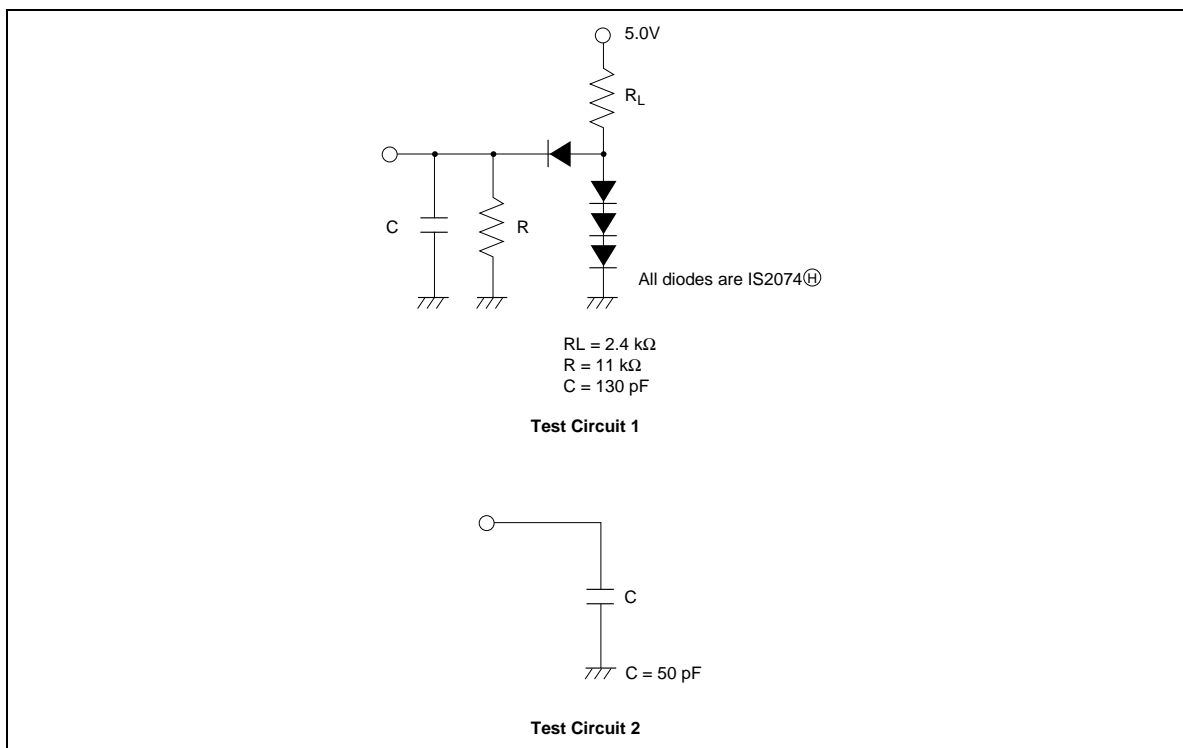 5.0V
R_L
C
R
All diodes are IS2074Ⓗ
RL = 2.4 kΩ
R = 11 kΩ
C = 130 pF
Test Circuit 1
C
C = 50 pF
Test Circuit 2